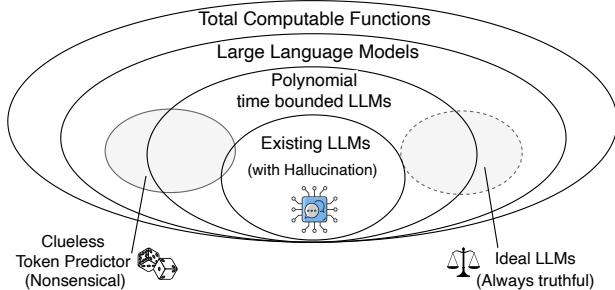 Total Computable Functions
Large Language Models
Polynomial
time bounded LLMs
Existing LLMs
(with Hallucination)
Clueless
Token Predictor
(Nonsensical)
Ideal LLMs
(Always truthful)